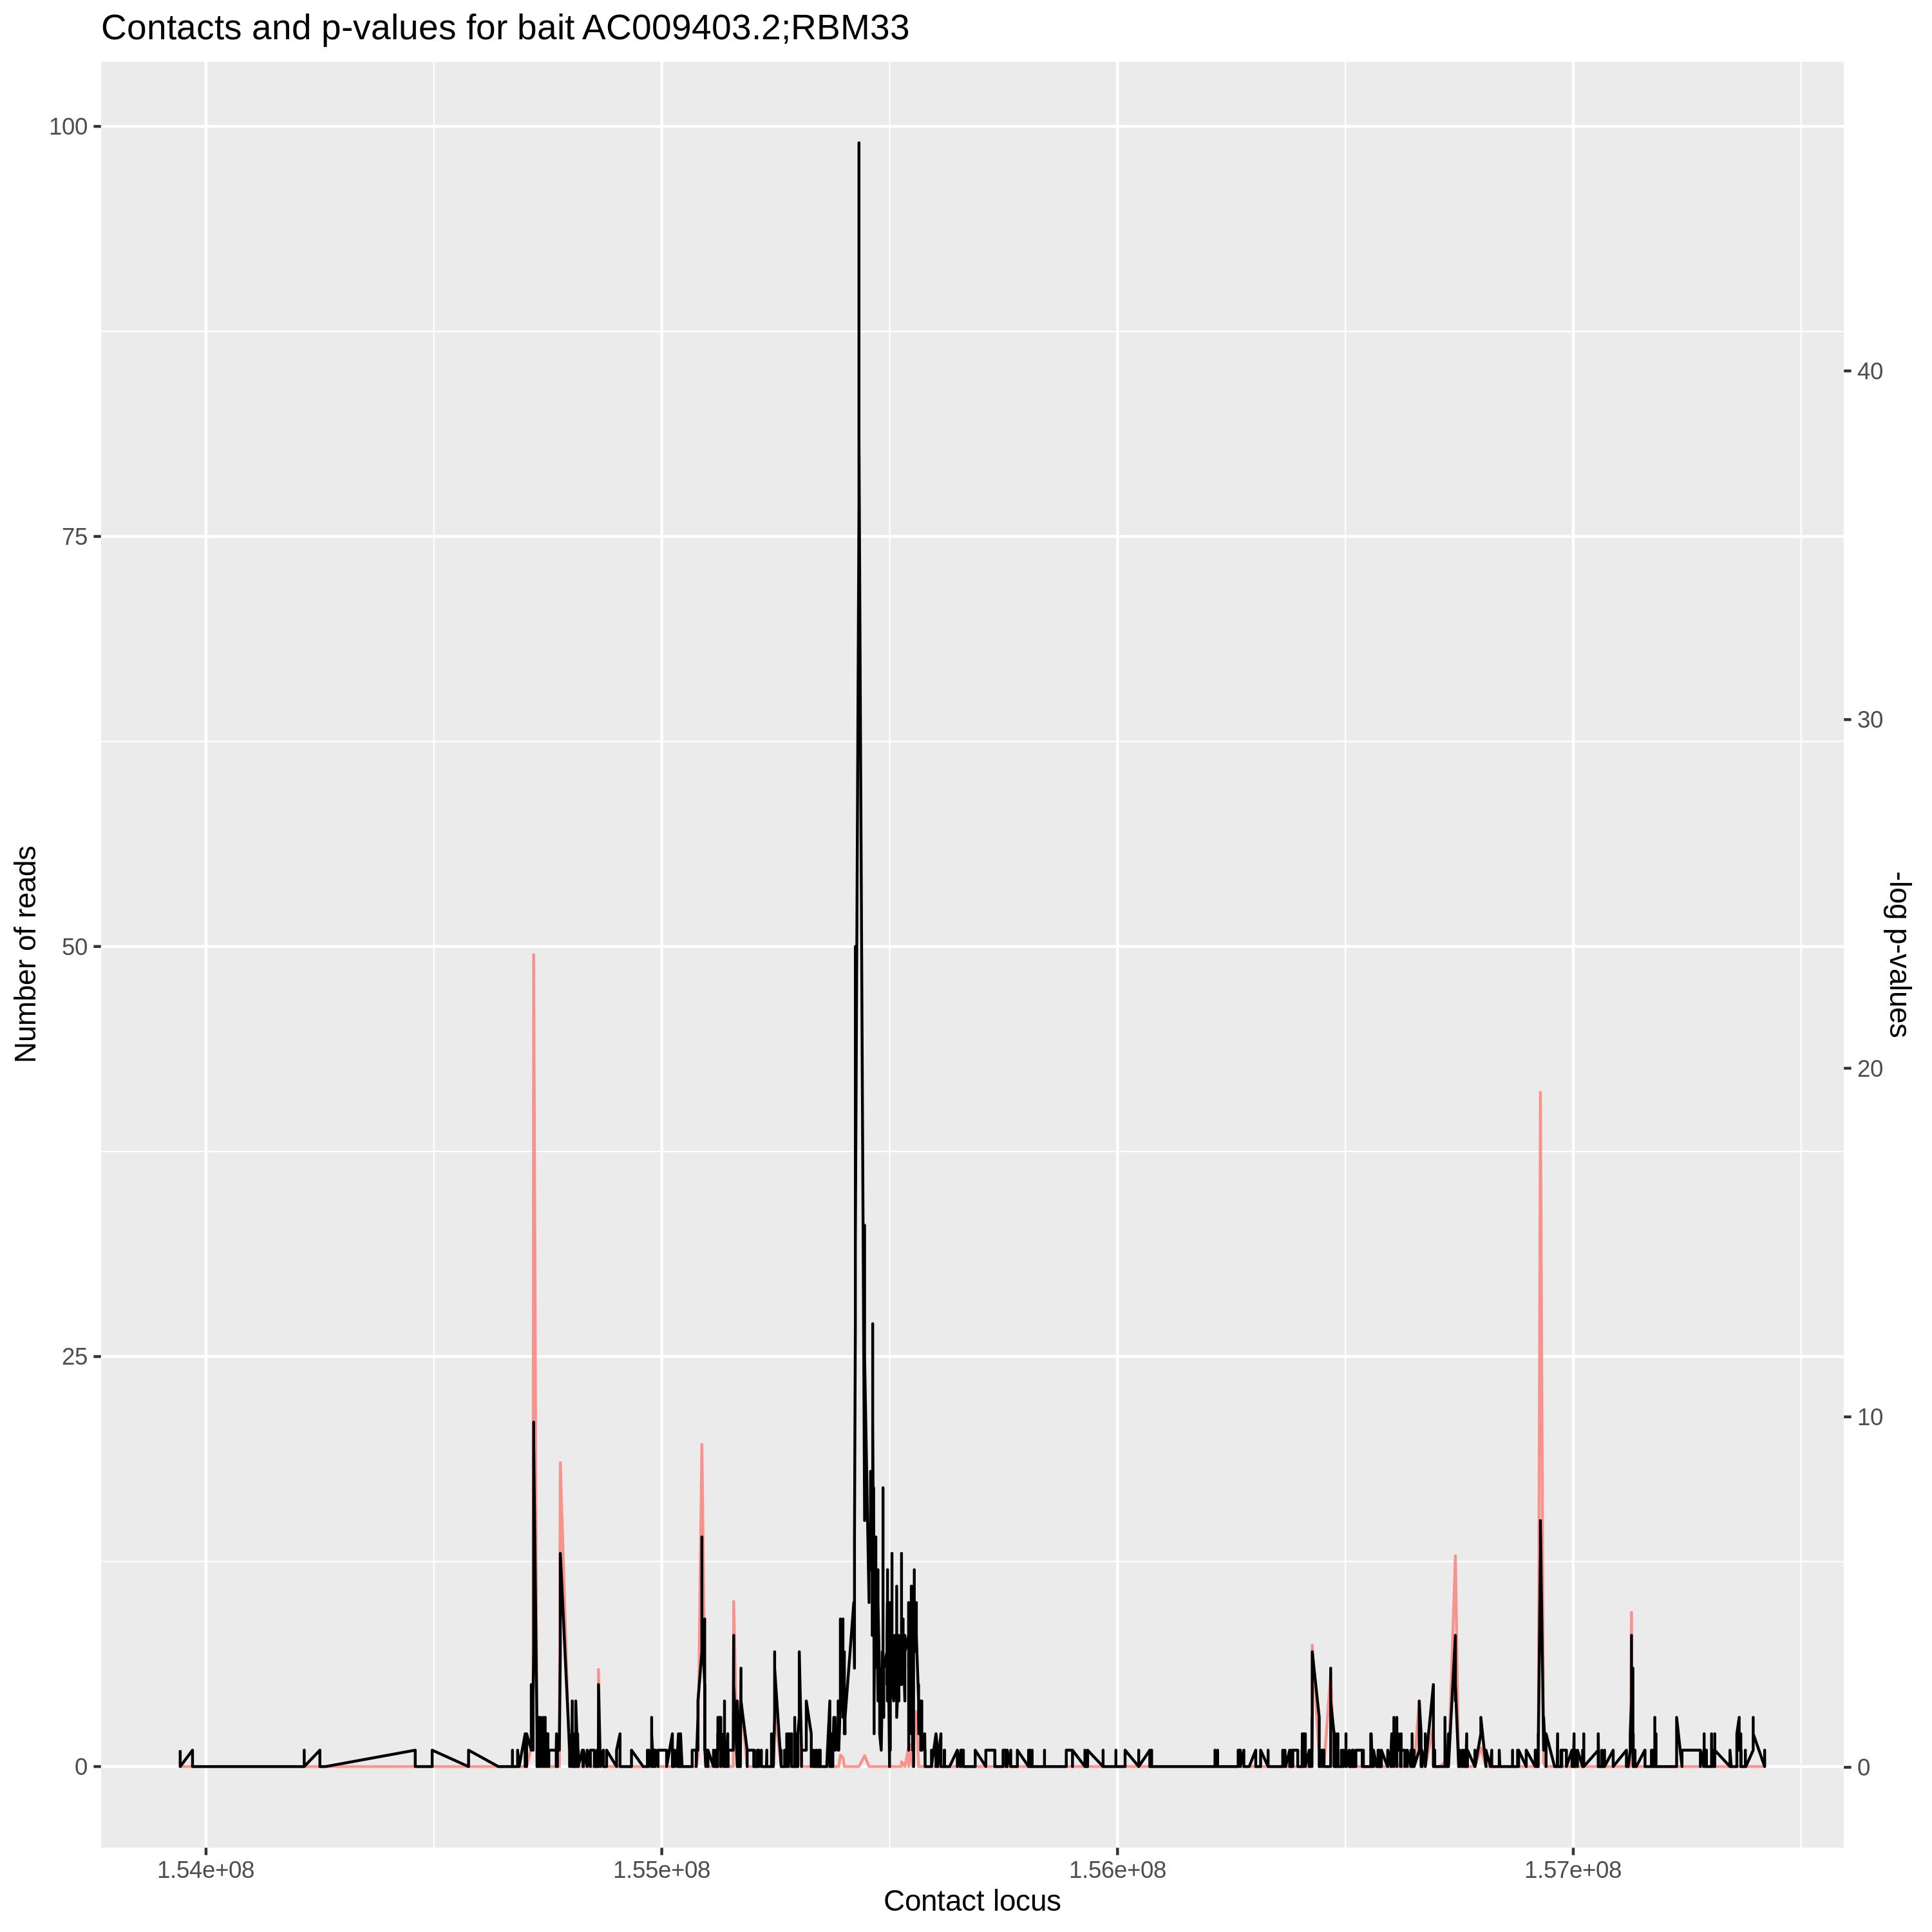 Contacts and p-values for bait AC009403.2;RBM33
100
75
50
25
0
Number of reads
40
30
20
10
0
-log p-values
1.54e+08
1.55e+08
1.56e+08
1.57e+08
Contact locus